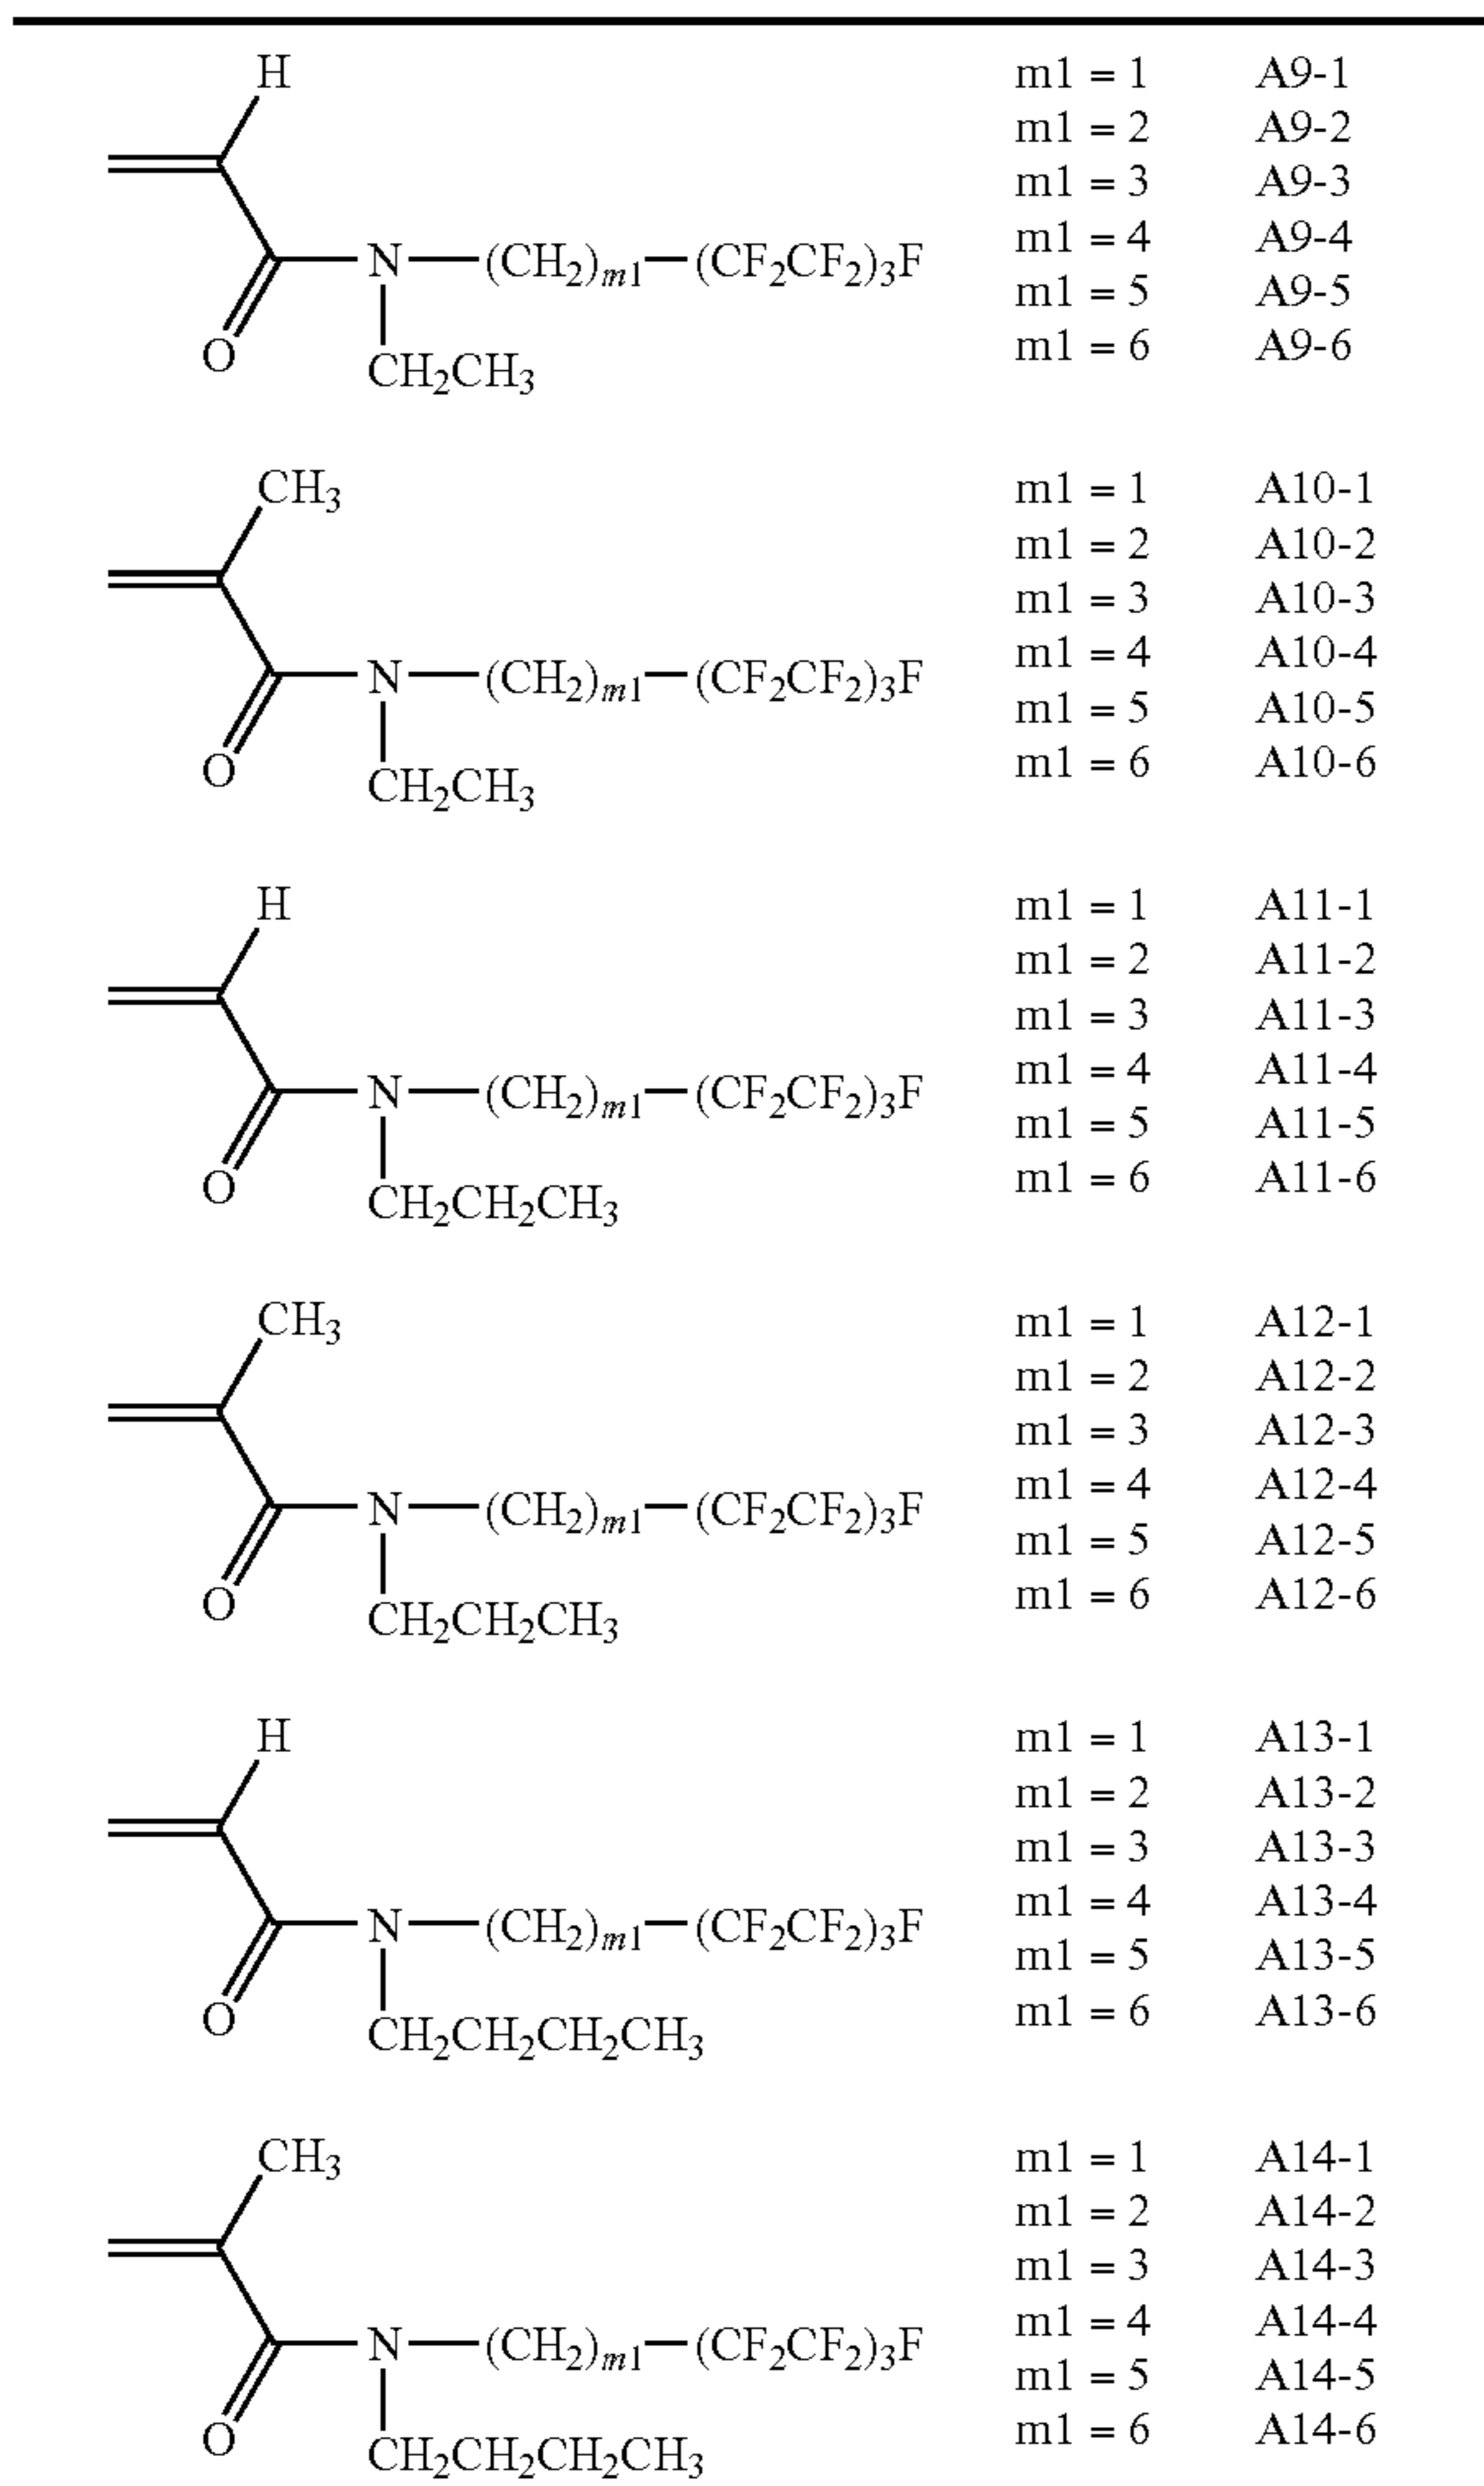 H
m1 = 1 A9-1
m1 = 2 A9-2
m1 = 3 A9-3
m1 = 4 A9-4
m1 = 5 A9-5
m1 = 6 A9-6
N (CH2)m1 (CF2CF2)3F
O
CH2CH3
CH3
m1 = 1 A10-1
m1 = 2 A10-2
m1 = 3 A10-3
m1 = 4 A10-4
m1 = 5 A10-5
m1 = 6 A10-6
N (CH2)m1 (CF2CF2)3F
O
CH2CH3
H
m1 = 1 A11-1
m1 = 2 A11-2
m1 = 3 A11-3
m1 = 4 A11-4
m1 = 5 A11-5
m1 = 6 A11-6
N (CH2)m1 (CF2CF2)3F
O
CH2CH2CH3
CH3
m1 = 1 A12-1
m1 = 2 A12-2
m1 = 3 A12-3
m1 = 4 A12-4
m1 = 5 A12-5
m1 = 6 A12-6
N (CH2)m1 (CF2CF2)3F
O
CH2CH2CH3
H
m1 = 1 A13-1
m1 = 2 A13-2
m1 = 3 A13-3
m1 = 4 A13-4
m1 = 5 A13-5
m1 = 6 A13-6
N (CH2)m1 (CF2CF2)3F
O
CH2CH2CH2CH3
CH3
m1 = 1 A14-1
m1 = 2 A14-2
m1 = 3 A14-3
m1 = 4 A14-4
m1 = 5 A14-5
m1 = 6 A14-6
N (CH2)m1 (CF2CF2)3F
O
CH2CH2CH2CH3